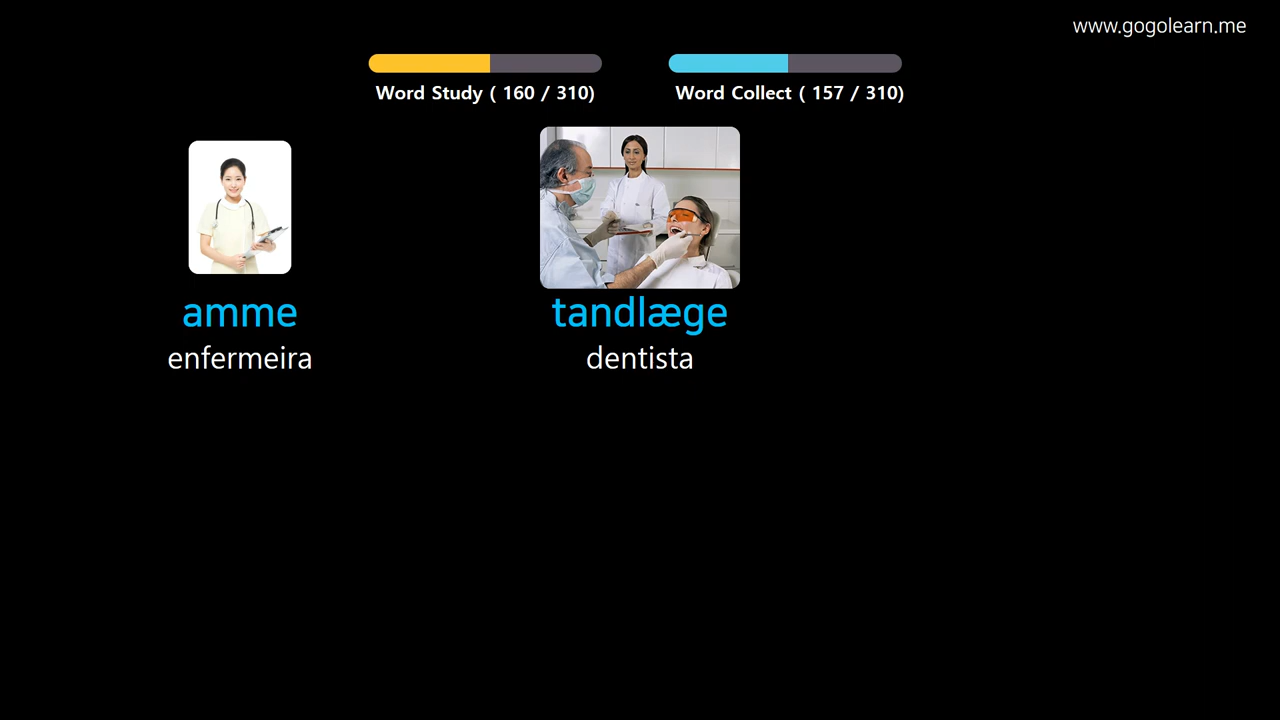 www.gogolearn.me
Word Study ( 160 / 310)
Word Collect ( 157 / 310)
amme
enfermeira
tandlæge
dentista